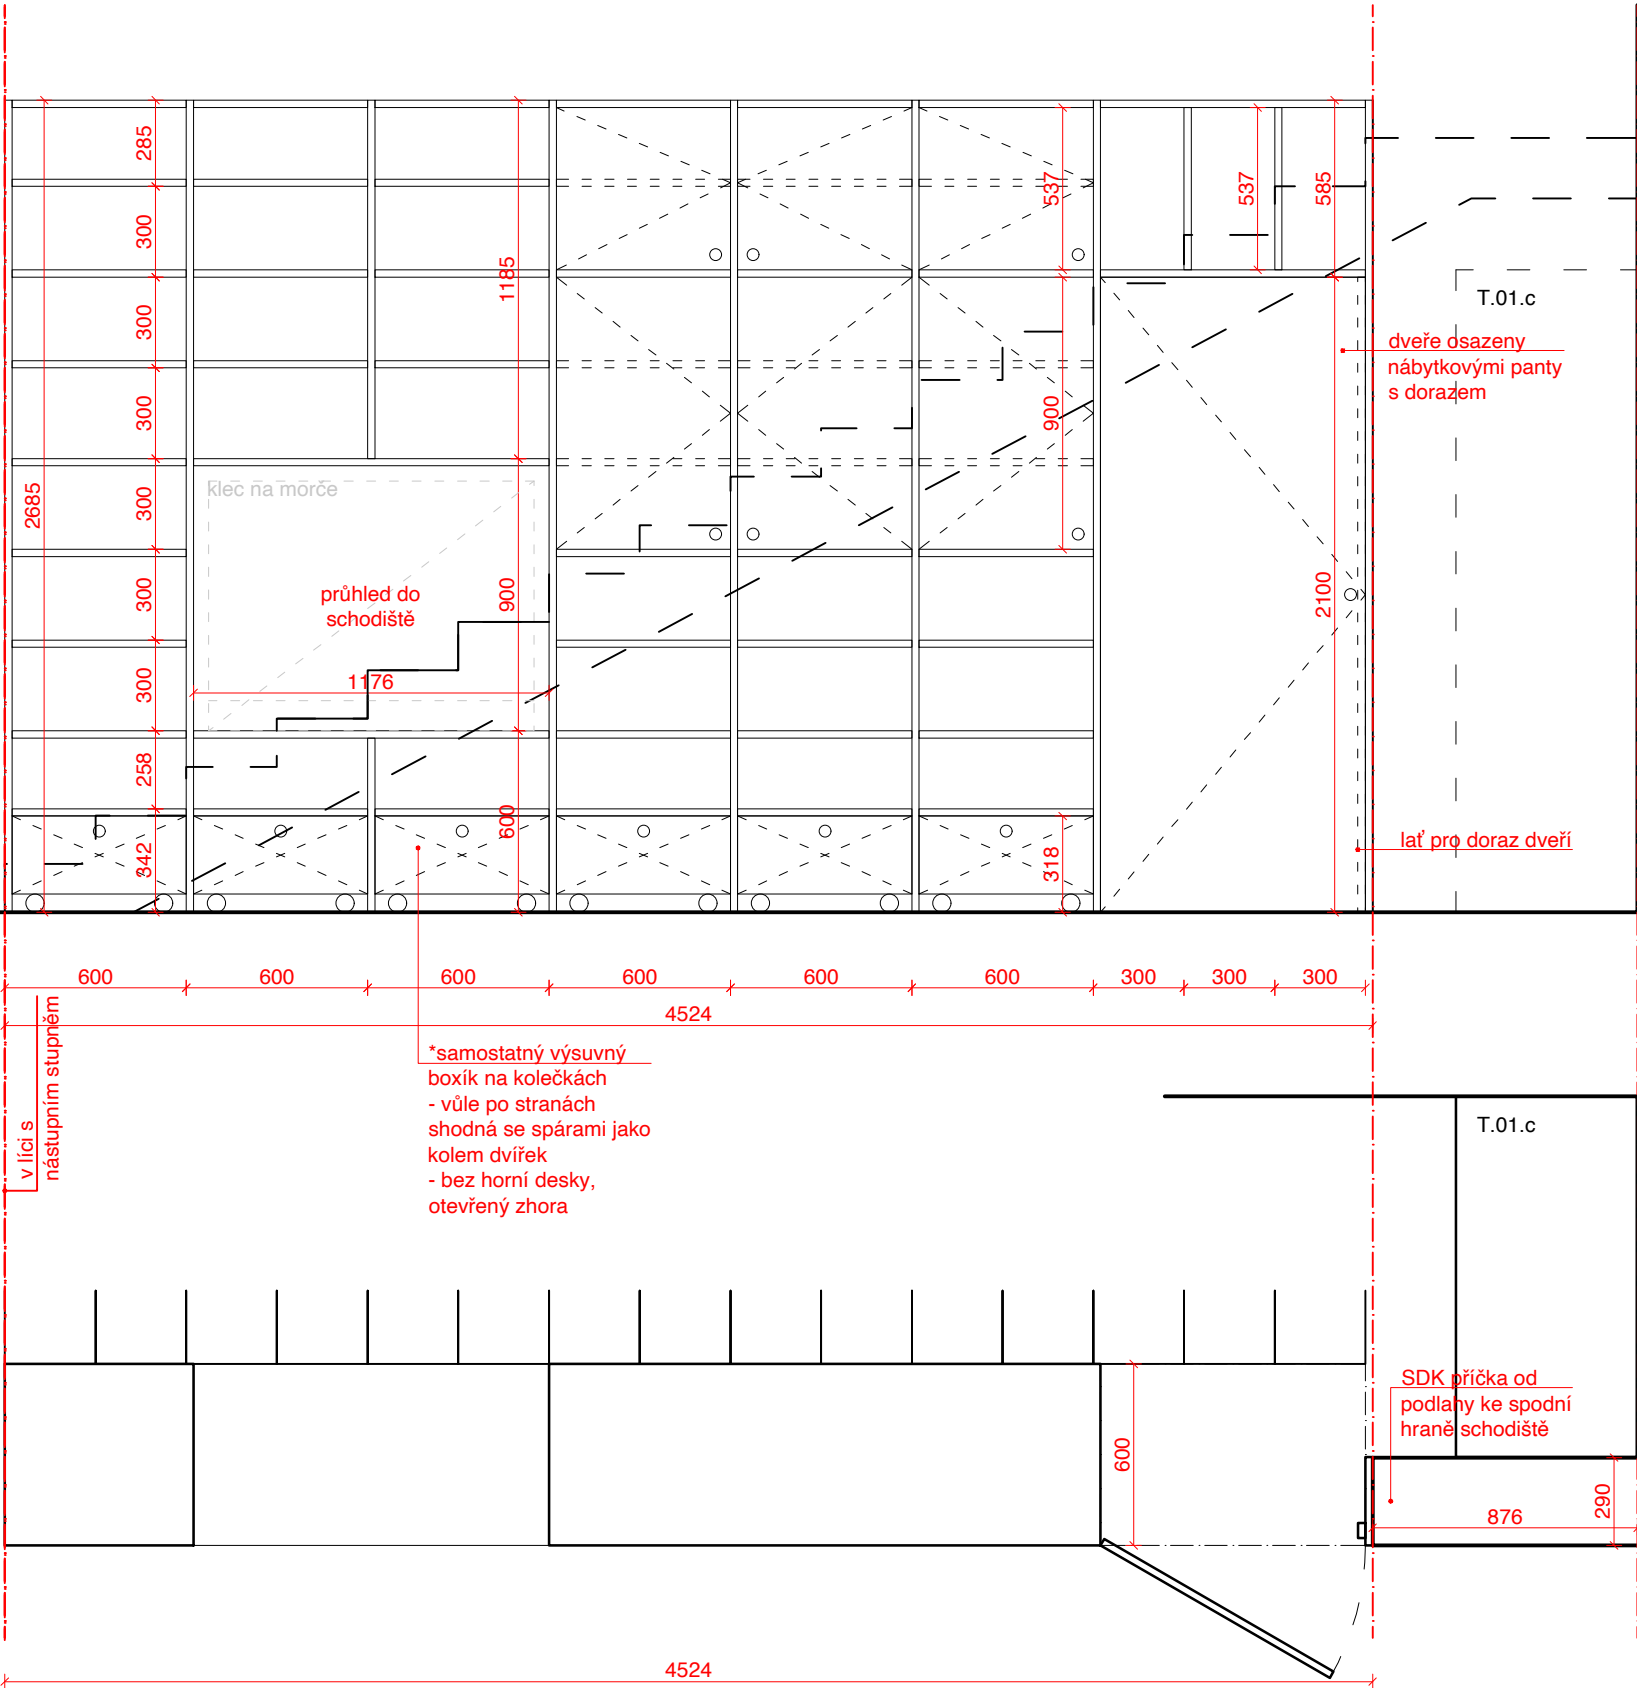 285
300
300
300
300
300
300
258
342
2685
1185
900
600
1176
537
900
318
537
585
2100
klec na morče
průhled do
schodiště
T.01.c
dveře osazeny
nábytkovými panty
s dorazem
lať pro doraz dveří
600
600
600
600
600
600
300
300
300
4524
v líci s
nástupním stupněm
*samostatný výsuvný
boxík na kolečkách
- vůle po stranách
shodná se spárami jako
kolem dvířek
- bez horní desky,
otevřený zhora
T.01.c
SDK příčka od
podlahy ke spodní
hraně schodiště
600
876
290
4524